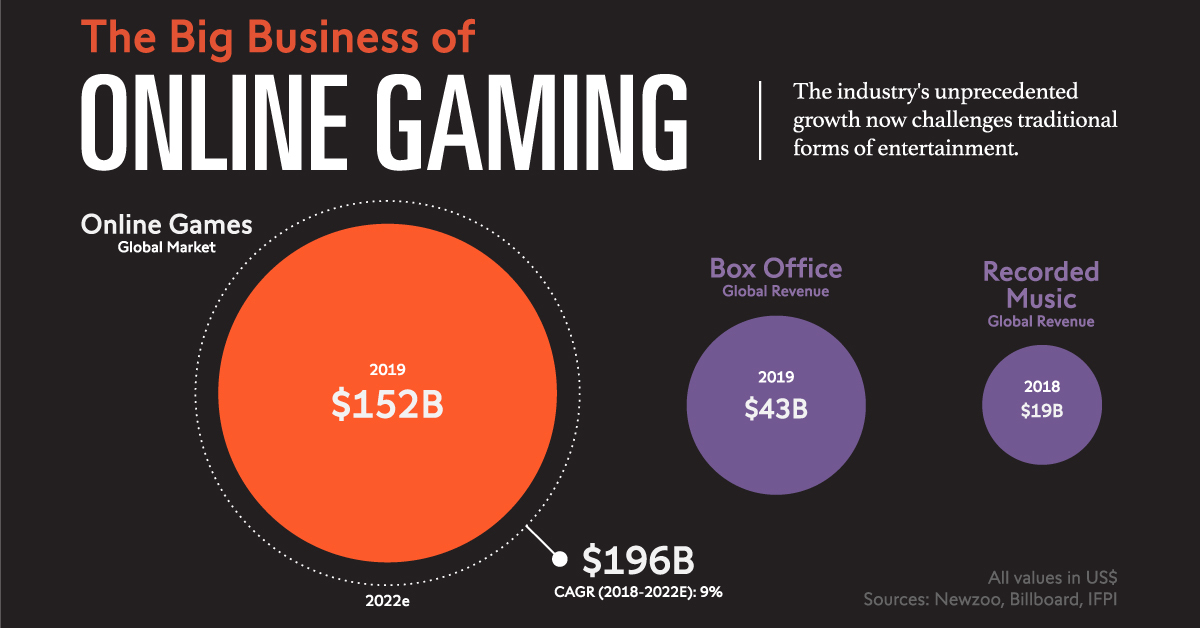 The Big Business of
ONLINE GAMING
The industry's unprecedented
growth now challenges traditional
forms of entertainment.
Online Games
Global Market
2019
$152B
2022e
$196B
CAGR (2018-2022E): 9%
Box Office
Global Revenue
2019
$43B
Recorded
Music
Global Revenue
2018
$19B
All values in US$
Sources: Newzoo, Billboard, IFPI